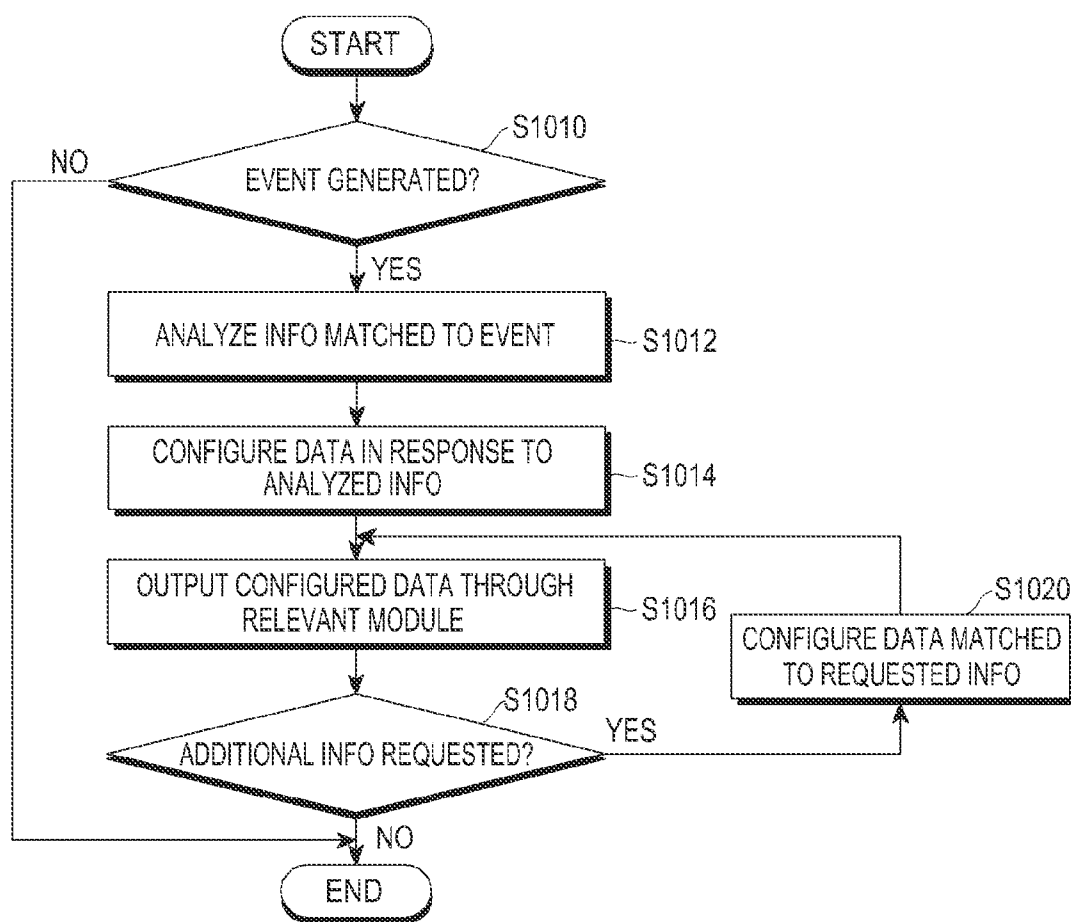 START
S1010
NO
EVENT GENERATED?
YES
ANALYZE INFO MATCHED TO EVENT
S1012
CONFIGURE DATA IN RESPONSE TO
ANALYZED INFO
S1014
OUTPUT CONFIGURED DATA THROUGH
RELEVANT MODULE
S1016
S1020
CONFIGURE DATA MATCHED
TO REQUESTED INFO
S1018
ADDITIONAL INFO REQUESTED?
YES
NO
END